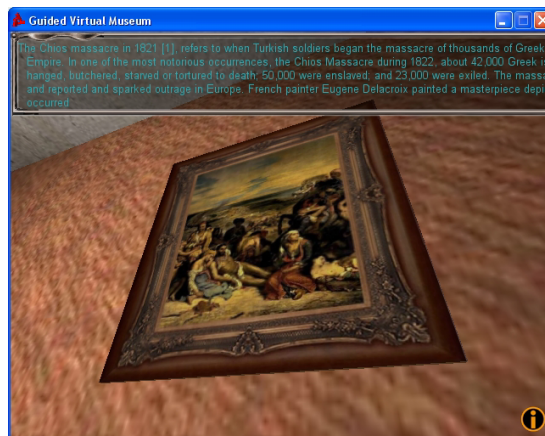 Guided Virtual Museum
The Chios massacre in 1821 [1], refers to when Turkish soldiers began the massacre of thousands of Greek
Empire. In one of the most notorious occurrences, the Chios Massacre during 1822, about 42,000 Greek is
hanged, butchered, starved or tortured to death; 50,000 were enslaved, and 23,000 were exiled. The massa
and reported and sparked outrage in Europe. French painter Eugene Delacroix painted a masterpiece depi
occurred.
i